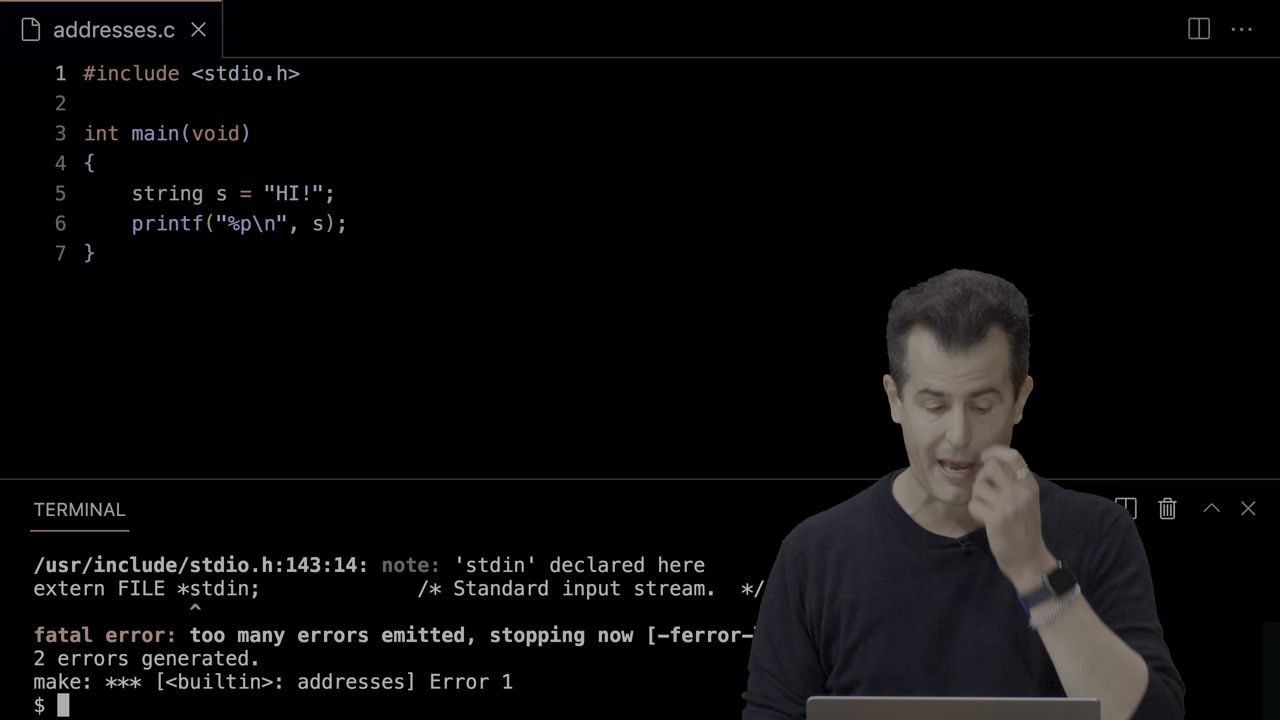 addresses.c
1 #include <stdio.h>
2
3 int main(void)
4 {
5     string s = "HI!";
6     printf("%p\n", s);
7 }
TERMINAL
/usr/include/stdio.h:143:14: note: 'stdin' declared here
extern FILE *stdin;             /* Standard input stream.  */
^
fatal error: too many errors emitted, stopping now [-ferror-
2 errors generated.
make: *** [<builtin>: addresses] Error 1
$